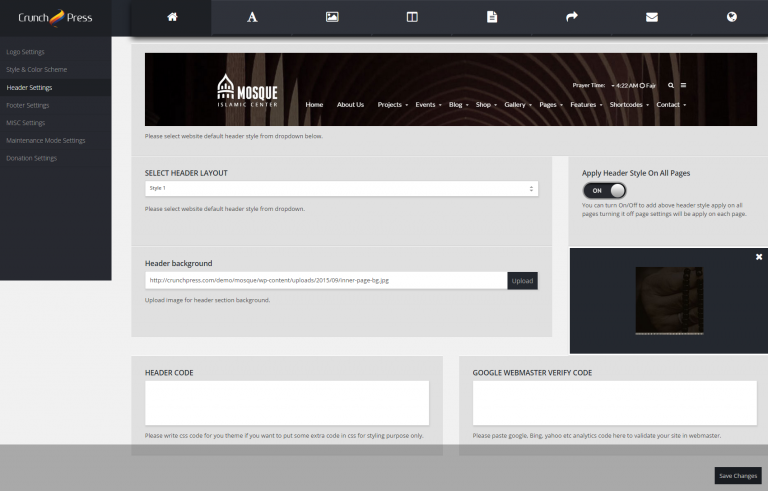 Crunch Press
Logo Settings
Style & Color Scheme
Header Settings
Footer Settings
MISC Settings
Maintenance Mode Settings
Donation Settings
MOSQUE
ISLAMIC CENTER
Prayer Time: 4:22 AM Fajr
Home About Us Projects Events Blog Shop Gallery Pages Features Shortcodes Contact
Please select website default header style from dropdown below.
SELECT HEADER LAYOUT
Style 1
Please select website default header style from dropdown.
Apply Header Style On All Pages
ON
You can turn On/Off to add above header style apply on all
pages turning it off page settings will be apply on each page.
Header background
http://crunchpress.com/demo/mosque/wp-content/uploads/2015/09/inner-page-bg.jpg
Upload
Upload image for header section background.
HEADER CODE
Please write css code for you theme if you want to put some extra code in css for styling purpose only.
GOOGLE WEBMASTER VERIFY CODE
Please paste google, Bing, yahoo etc analytics code here to validate your site in webmaster.
Save Changes